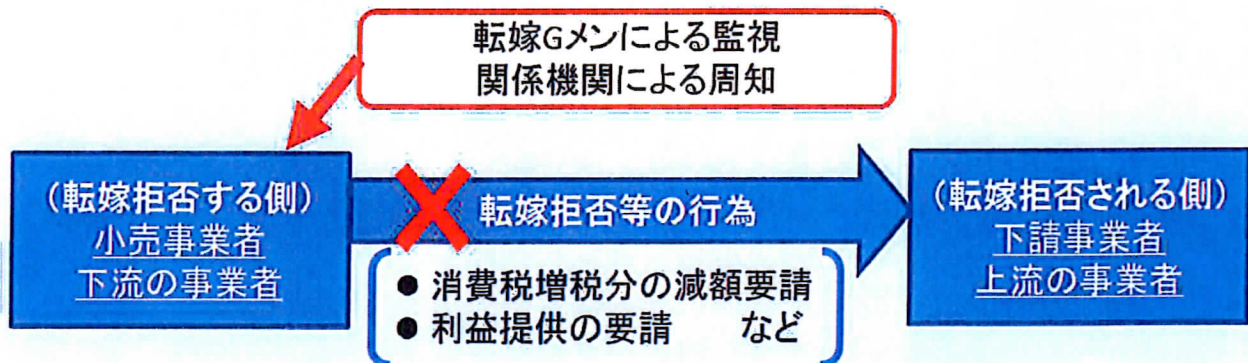 転嫁Gメンによる監視
関係機関による周知
（転嫁拒否する側）
小売事業者
下流の事業者
転嫁拒否等の行為
● 消費税増税分の減額要請
● 利益提供の要請　　など
（転嫁拒否される側）
下請事業者
上流の事業者